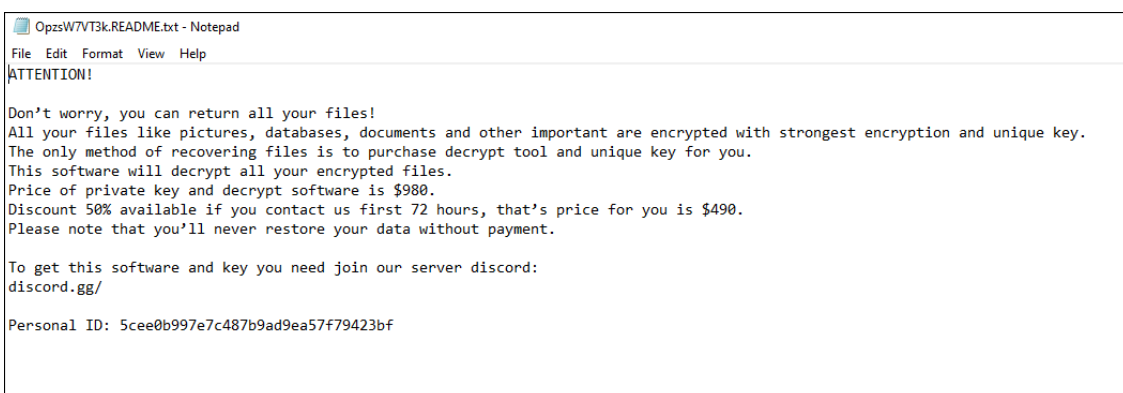 OpzsW7VT3k.README.txt - Notepad
File Edit Format View Help
ATTENTION!
Don't worry, you can return all your files!
All your files like pictures, databases, documents and other important are encrypted with strongest encryption and unique key.
The only method of recovering files is to purchase decrypt tool and unique key for you.
This software will decrypt all your encrypted files.
Price of private key and decrypt software is $980.
Discount 50% available if you contact us first 72 hours, that's price for you is $490.
Please note that you'll never restore your data without payment.
To get this software and key you need join our server discord:
discord.gg/
Personal ID: 5cee0b997e7c487b9ad9ea57f79423bf